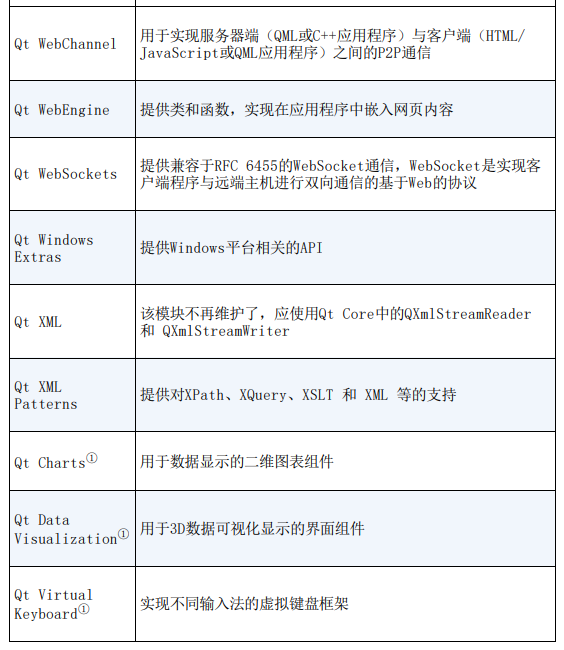 Qt WebChannel
用于实现服务器端（QML或C++应用程序）与客户端（HTML/
JavaScript或QML应用程序）之间的P2P通信
Qt WebEngine
提供类和函数，实现在应用程序中嵌入网页内容
Qt WebSockets
提供兼容于RFC 6455的WebSocket通信，WebSocket是实现客
户端程序与远端主机进行双向通信的基于Web的协议
Qt Windows
Extras
提供Windows平台相关的API
Qt XML
该模块不再维护了，应使用Qt Core中的QXmlStreamReader
和 QXmlStreamWriter
Qt XML
Patterns
提供对XPath、XQuery、XSLT 和 XML 等的支持
Qt Charts①
用于数据显示的二维图表组件
Qt Data
Visualization①
用于3D数据可视化显示的界面组件
Qt Virtual
Keyboard①
实现不同输入法的虚拟键盘框架